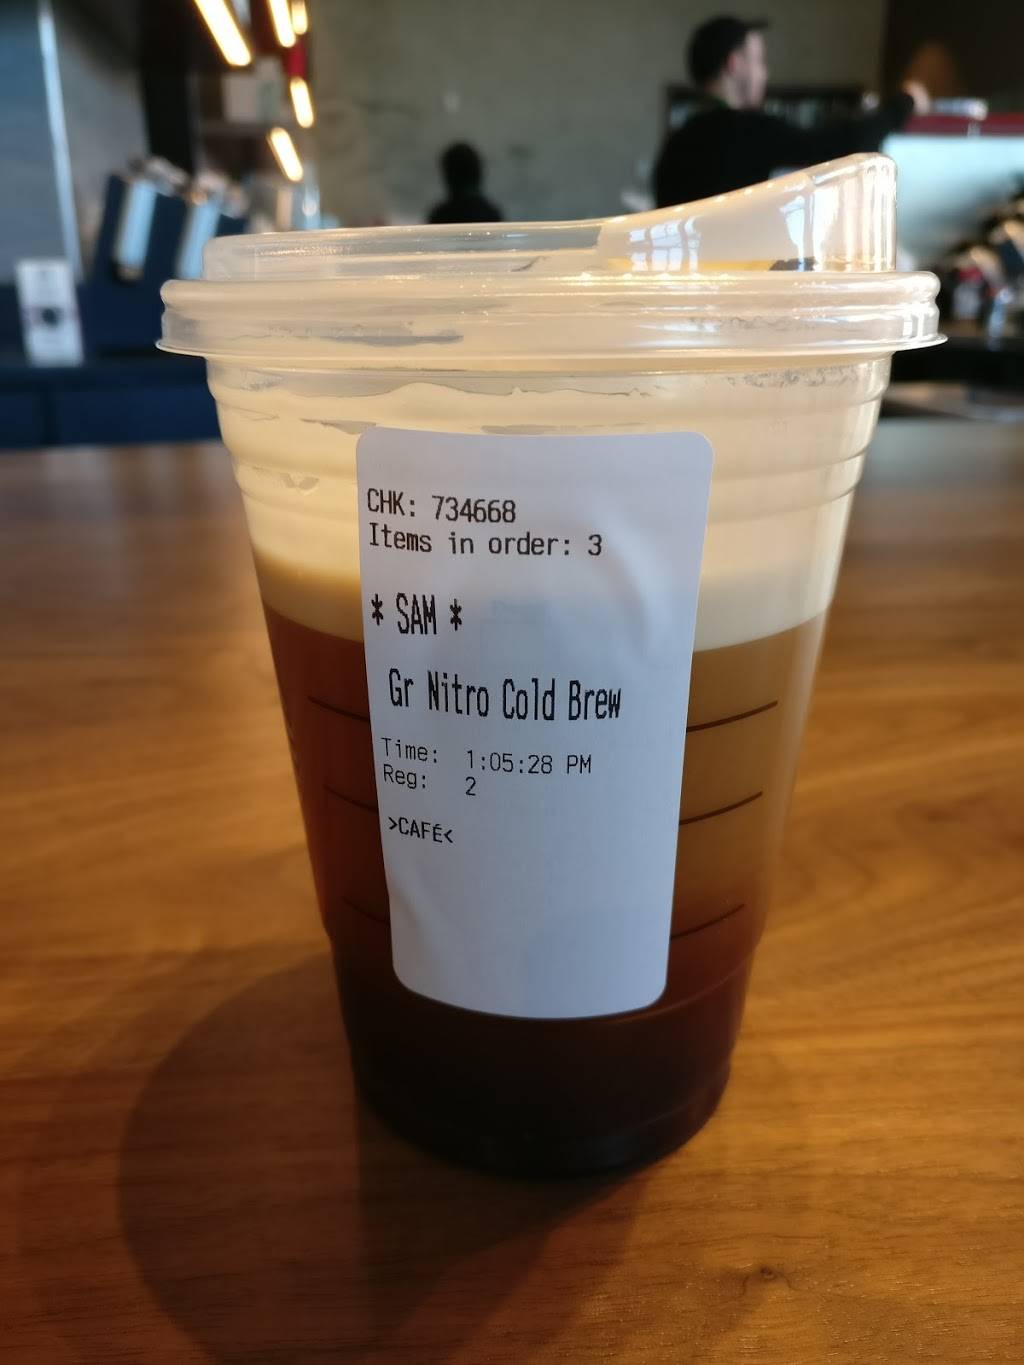 CHK: 734668
Items in order: 3
* SAM *
Gr Nitro Cold Brew
Time: 1:05:28 PM
Reg: 2
>CAFÉ<